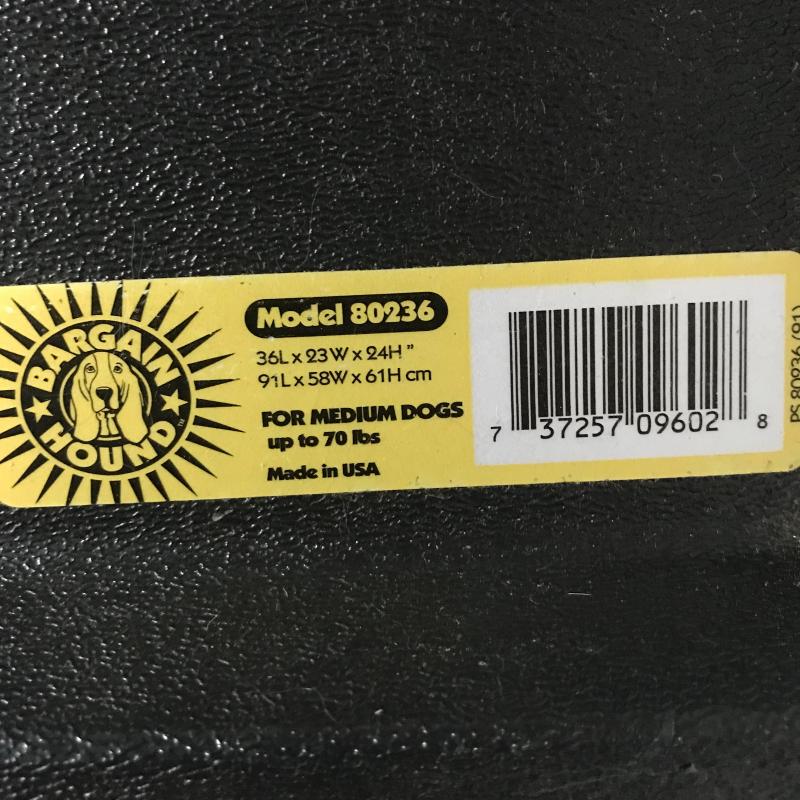 BARGAIN
HOUND™
Model 80236
36L x 23W x 24H "
91L x 58W x 61H cm
FOR MEDIUM DOGS
up to 70 lbs
Made in USA
7 37257 09602 8
PS 80236 (91)